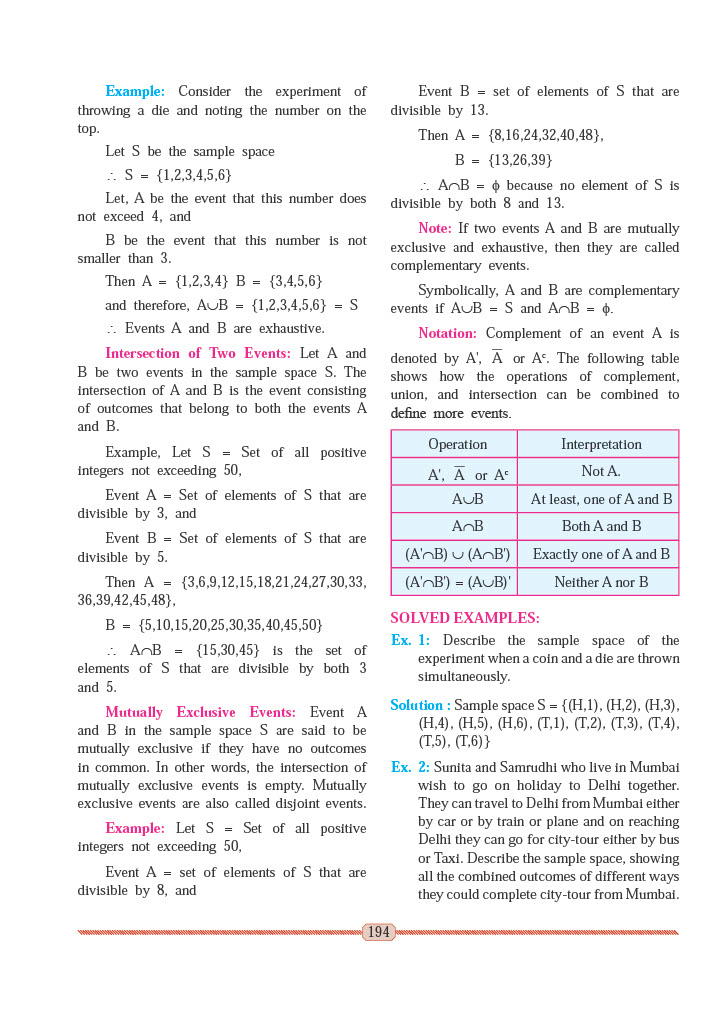 Example: Consider the experiment of
throwing a die and noting the number on the
top.
Let S be the sample space
∴ S = {1,2,3,4,5,6}
Let, A be the event that this number does
not exceed 4, and
B be the event that this number is not
smaller than 3.
Then A = {1,2,3,4} B = {3,4,5,6}
and therefore, A∪B = {1,2,3,4,5,6} = S
∴ Events A and B are exhaustive.
Intersection of Two Events: Let A and
B be two events in the sample space S. The
intersection of A and B is the event consisting
of outcomes that belong to both the events A
and B.
Example, Let S = Set of all positive
integers not exceeding 50,
Event A = Set of elements of S that are
divisible by 3, and
Event B = Set of elements of S that are
divisible by 5.
Then A = {3,6,9,12,15,18,21,24,27,30,33,
36,39,42,45,48},
B = {5,10,15,20,25,30,35,40,45,50}
∴ A∩B = {15,30,45} is the set of
elements of S that are divisible by both 3
and 5.
Mutually Exclusive Events: Event A
and B in the sample space S are said to be
mutually exclusive if they have no outcomes
in common. In other words, the intersection of
mutually exclusive events is empty. Mutually
exclusive events are also called disjoint events.
Example: Let S = Set of all positive
integers not exceeding 50,
Event A = set of elements of S that are
divisible by 8, and
Event B = set of elements of S that are
divisible by 13.
Then A = {8,16,24,32,40,48},
B = {13,26,39}
∴ A∩B = ϕ because no element of S is
divisible by both 8 and 13.
Note: If two events A and B are mutually
exclusive and exhaustive, then they are called
complementary events.
Symbolically, A and B are complementary
events if A∪B = S and A∩B = ϕ.
Notation: Complement of an event A is
denoted by A', A̅ or Aᶜ. The following table
shows how the operations of complement,
union, and intersection can be combined to
define more events.
Operation Interpretation
A', A̅ or Aᶜ Not A.
A∪B At least, one of A and B
A∩B Both A and B
(A'∩B) ∪ (A∩B') Exactly one of A and B
(A'∩B') = (A∪B)' Neither A nor B
SOLVED EXAMPLES:
Ex. 1: Describe the sample space of the
experiment when a coin and a die are thrown
simultaneously.
Solution : Sample space S = {(H,1), (H,2), (H,3),
(H,4), (H,5), (H,6), (T,1), (T,2), (T,3), (T,4),
(T,5), (T,6)}
Ex. 2: Sunita and Samrudhi who live in Mumbai
wish to go on holiday to Delhi together.
They can travel to Delhi from Mumbai either
by car or by train or plane and on reaching
Delhi they can go for city-tour either by bus
or Taxi. Describe the sample space, showing
all the combined outcomes of different ways
they could complete city-tour from Mumbai.
194